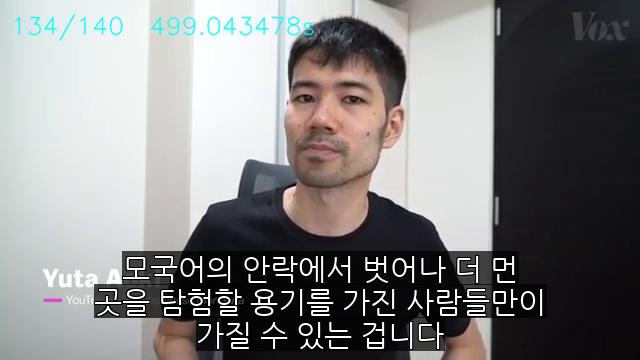 134/140 499.043478s
Vox
Yuta
모국어의 안락에서 벗어나 더 먼
곳을 탐험할 용기를 가진 사람들만이
가질 수 있는 겁니다